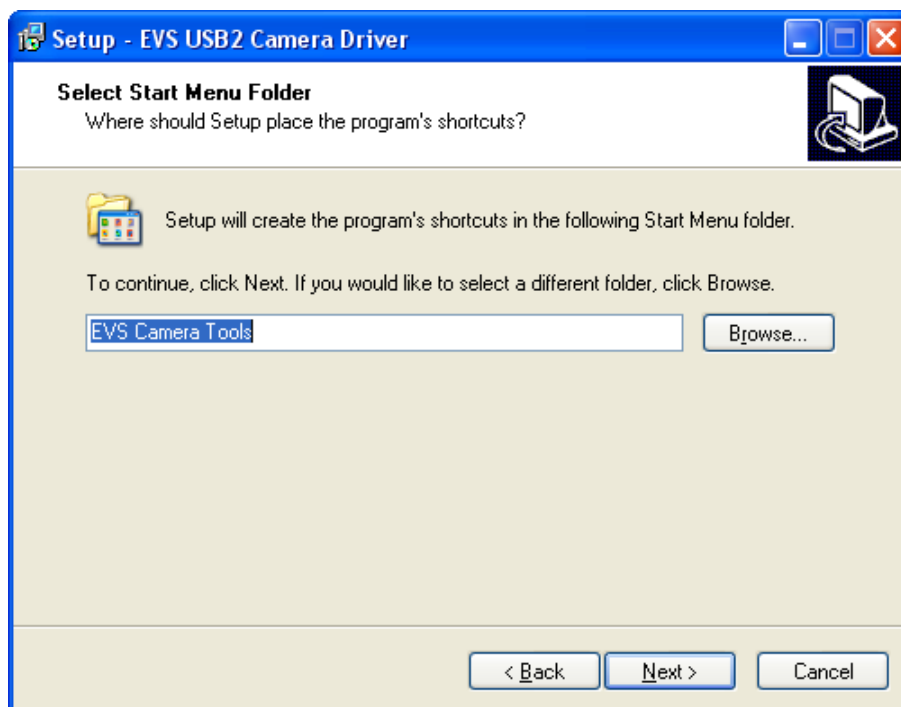 Setup - EVS USB2 Camera Driver
Select Start Menu Folder
Where should Setup place the program's shortcuts?
Setup will create the program's shortcuts in the following Start Menu folder.
To continue, click Next. If you would like to select a different folder, click Browse.
EVS Camera Tools
Browse...
< Back
Next >
Cancel